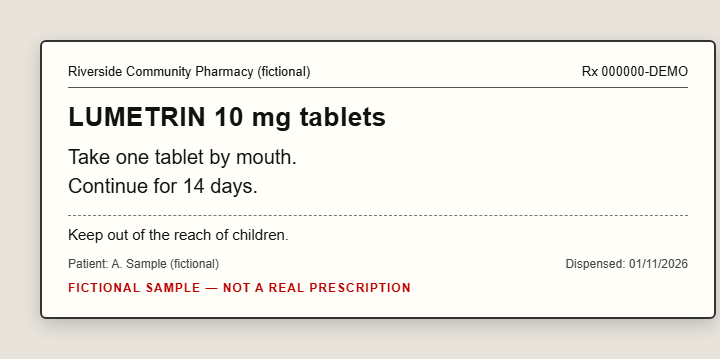 Riverside Community Pharmacy (fictional) Rx 000000-DEMO
LUMETRIN 10 mg tablets
Take one tablet by mouth.
Continue for 14 days.
Keep out of the reach of children.
Patient: A. Sample (fictional) Dispensed: 01/11/2026
FICTIONAL SAMPLE — NOT A REAL PRESCRIPTION